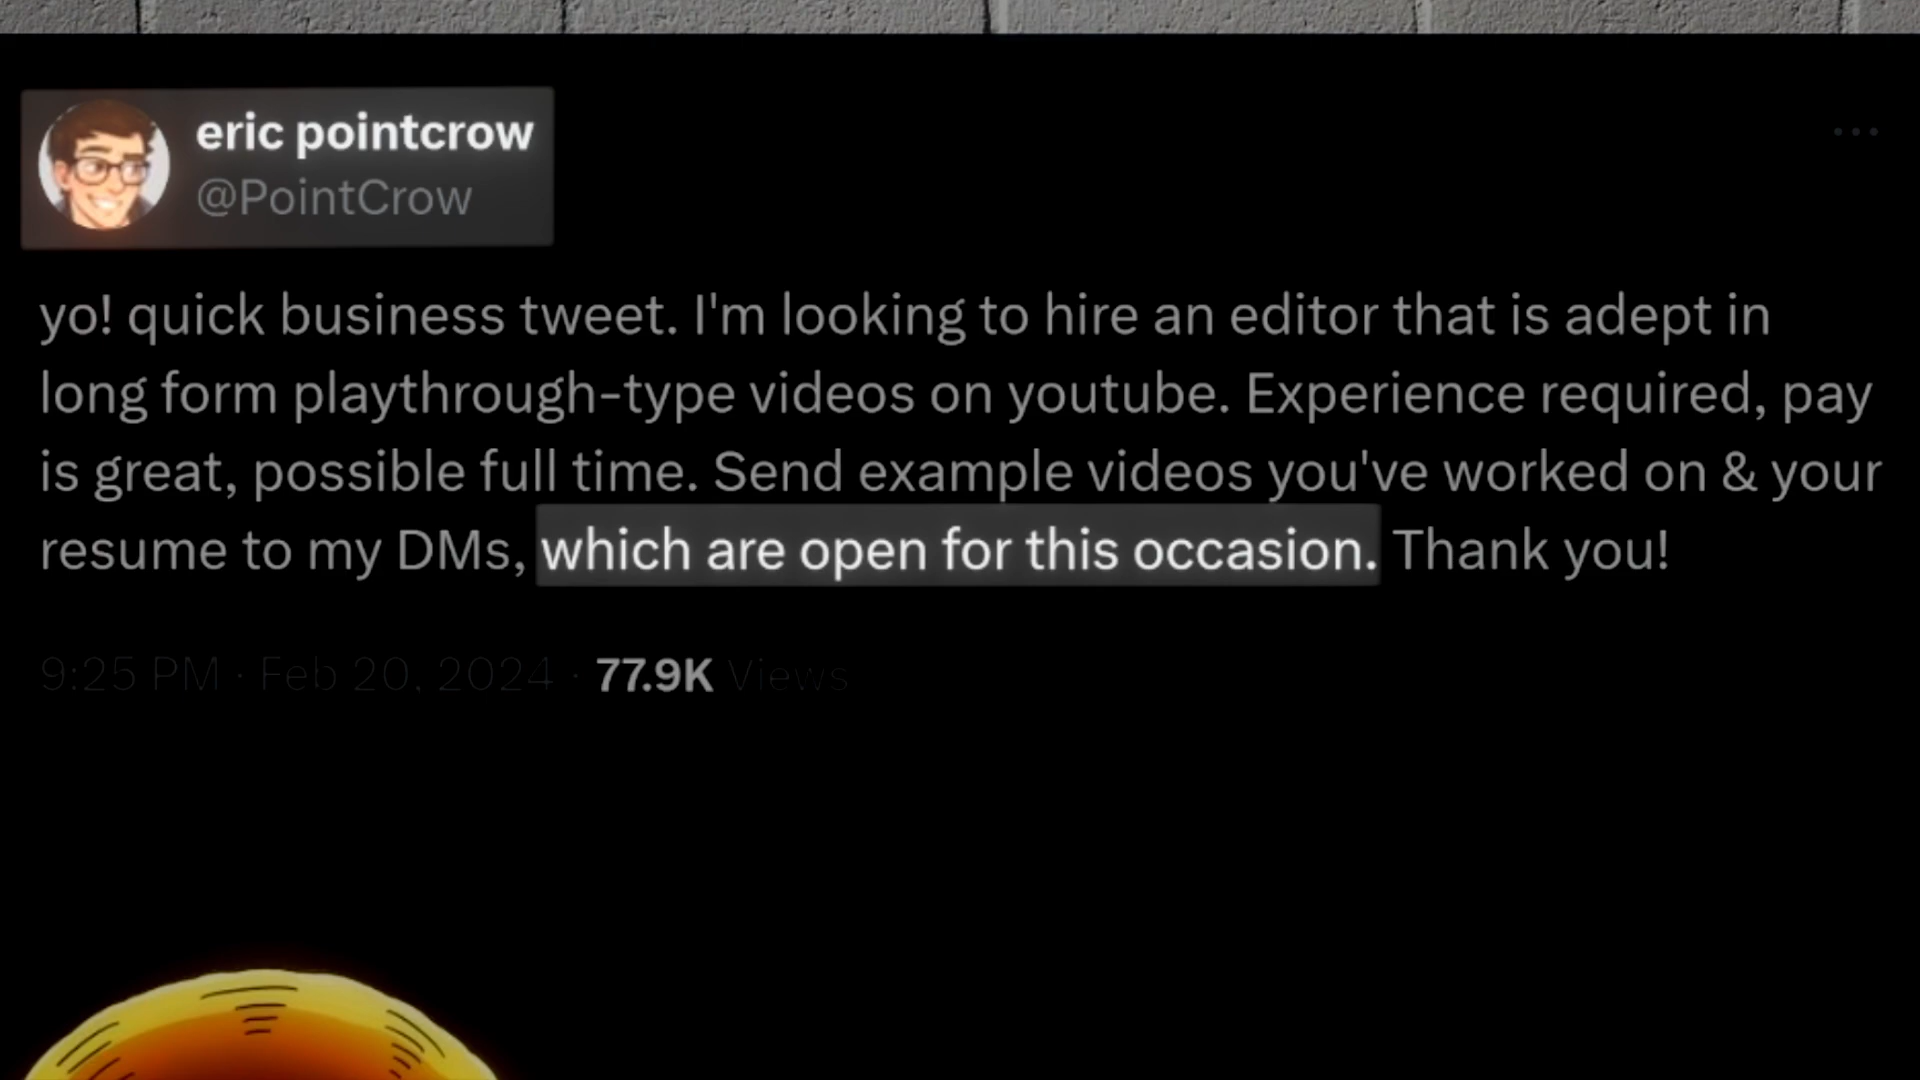 eric pointcrow
@PointCrow
yo! quick business tweet. I'm looking to hire an editor that is adept in
long form playthrough-type videos on youtube. Experience required, pay
is great, possible full time. Send example videos you've worked on & your
resume to my DMs, which are open for this occasion. Thank you!
9:25 PM · Feb 20, 2024 · 77.9K Views